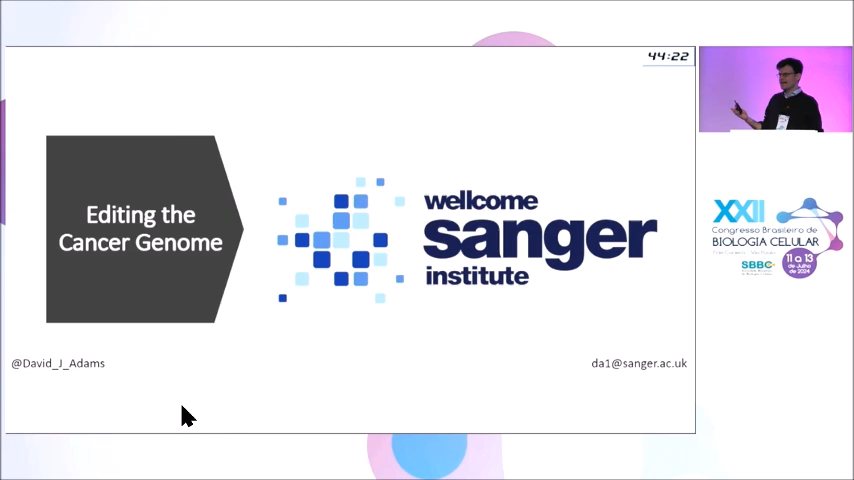 44:22
Editing the
Cancer Genome
wellcome
sanger
institute
@David_J_Adams
da1@sanger.ac.uk
XXII
Congresso Brasileiro de
BIOLOGIA CELULAR
SBBC
11 a 13
de Julho
de 2024